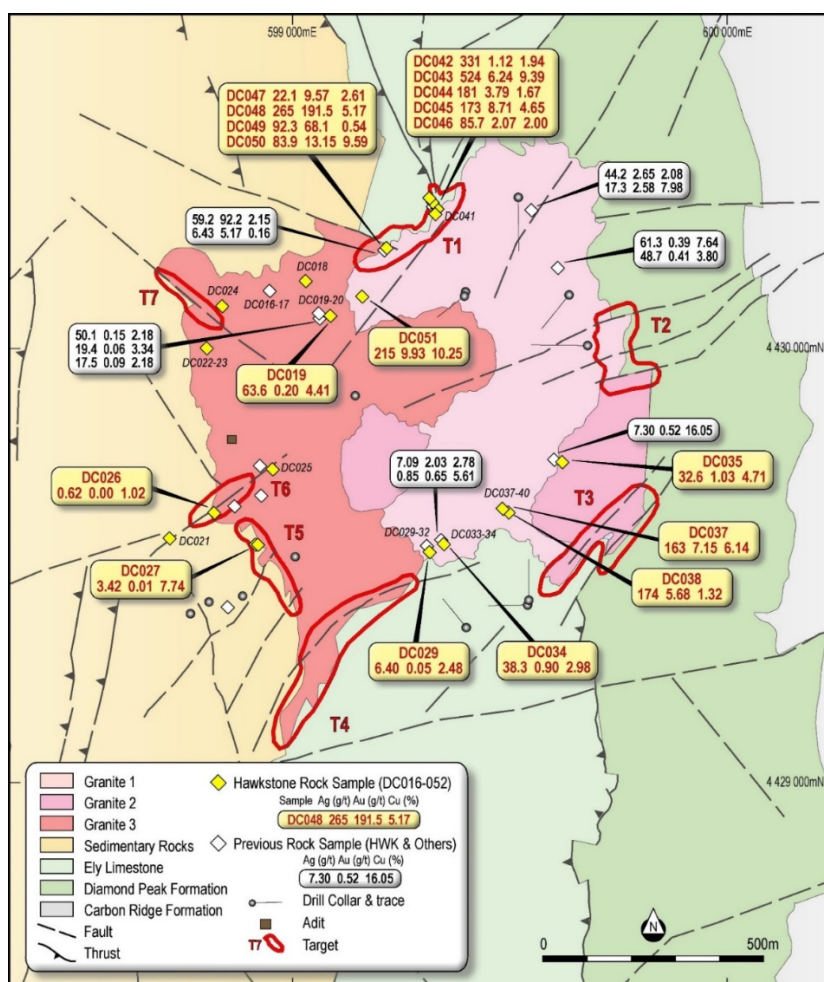 599 000mE
600 000mE
DC042 331 1.12 1.94
DC043 524 6.24 9.39
DC044 181 3.79 1.67
DC045 173 8.71 4.65
DC046 85.7 2.07 2.00
DC047 22.1 9.57 2.61
DC048 265 191.5 5.17
DC049 92.3 68.1 0.54
DC050 83.9 13.15 9.59
44.2 2.65 2.08
17.3 2.58 7.98
59.2 92.2 2.15
6.43 5.17 0.16
DC041
T1
61.3 0.39 7.64
48.7 0.41 3.80
DC018
DC024
T7
DC016-17
DC019-20
T2
50.1 0.15 2.18
19.4 0.06 3.34
17.5 0.09 2.18
DC051
215 9.93 10.25
4 430 000mN
DC022-23
DC019
63.6 0.20 4.41
7.30 0.52 16.05
DC025
7.09 2.03 2.78
0.85 0.65 5.61
DC035
32.6 1.03 4.71
DC026
0.62 0.00 1.02
T6
T3
DC037-40
DC021
T5
DC029-32
DC033-34
DC037
163 7.15 6.14
DC027
3.42 0.01 7.74
DC038
174 5.68 1.32
DC029
6.40 0.05 2.48
DC034
38.3 0.90 2.98
T4
4 429 000mN
Granite 1
Granite 2
Granite 3
Sedimentary Rocks
Ely Limestone
Diamond Peak Formation
Carbon Ridge Formation
Fault
Thrust
Hawkstone Rock Sample (DC016-052)
Sample Ag (g/t) Au (g/t) Cu (%)
DC048 265 191.5 5.17
Previous Rock Sample (HWK & Others)
Ag (g/t) Au (g/t) Cu (%)
7.30 0.52 16.05
Drill Collar & trace
Adit
T7 Target
N
0 500m